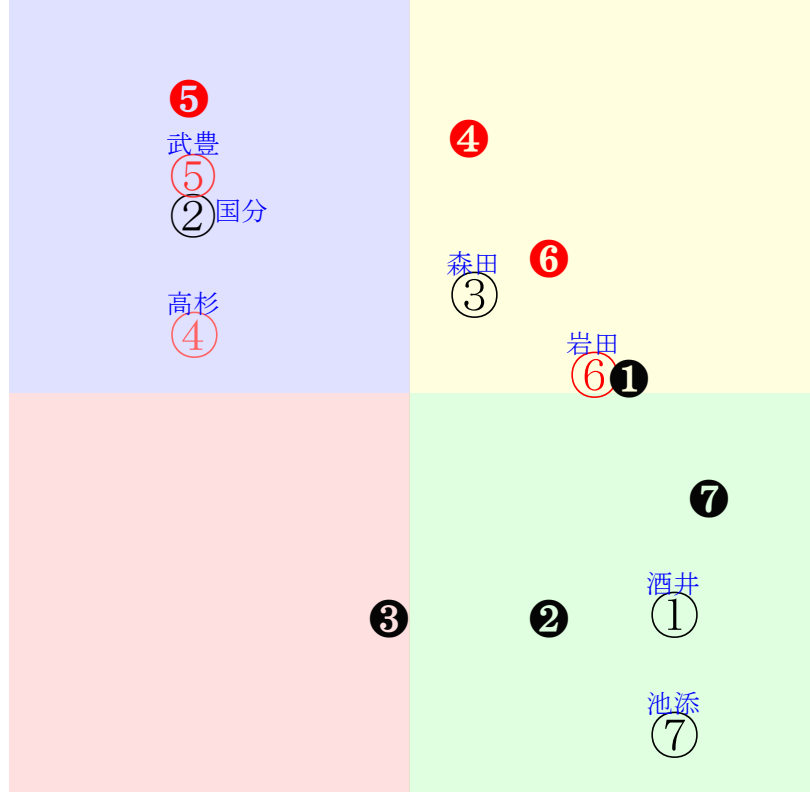 ❺
武豊
⑤
②国分
高杉
④
❹
❻
森田
③
岩田
⑥❶
❼
❸
❷
酒井
①
池添
⑦